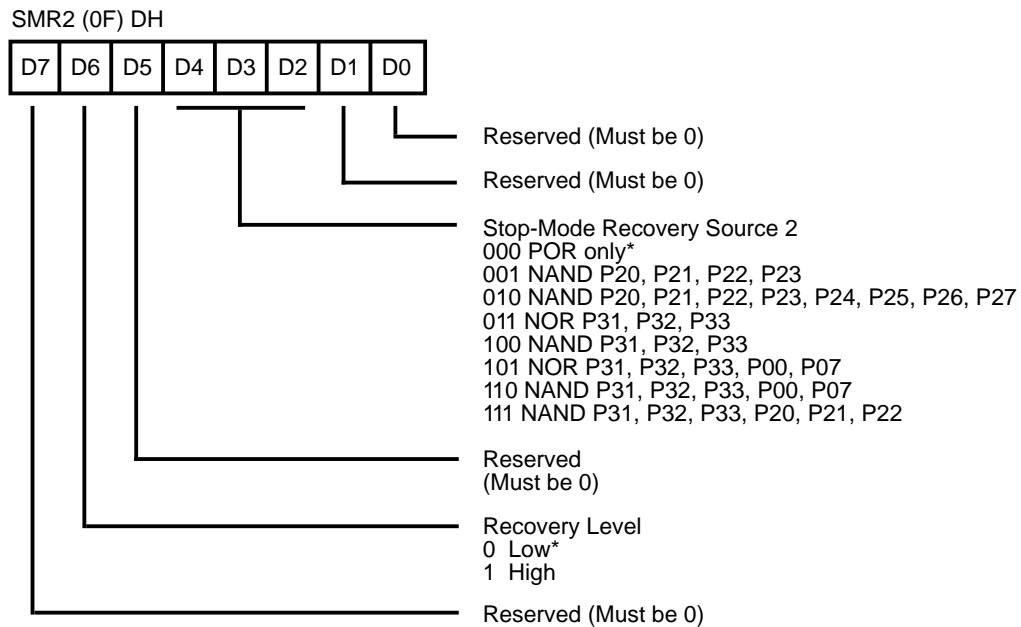 SMR2 (0F) DH
D7 D6 D5 D4 D3 D2 D1 D0
Reserved (Must be 0)
Reserved (Must be 0)
Stop-Mode Recovery Source 2
000 POR only*
001 NAND P20, P21, P22, P23
010 NAND P20, P21, P22, P23, P24, P25, P26, P27
011 NOR P31, P32, P33
100 NAND P31, P32, P33
101 NOR P31, P32, P33, P00, P07
110 NAND P31, P32, P33, P00, P07
111 NAND P31, P32, P33, P20, P21, P22
Reserved
(Must be 0)
Recovery Level
0 Low*
1 High
Reserved (Must be 0)